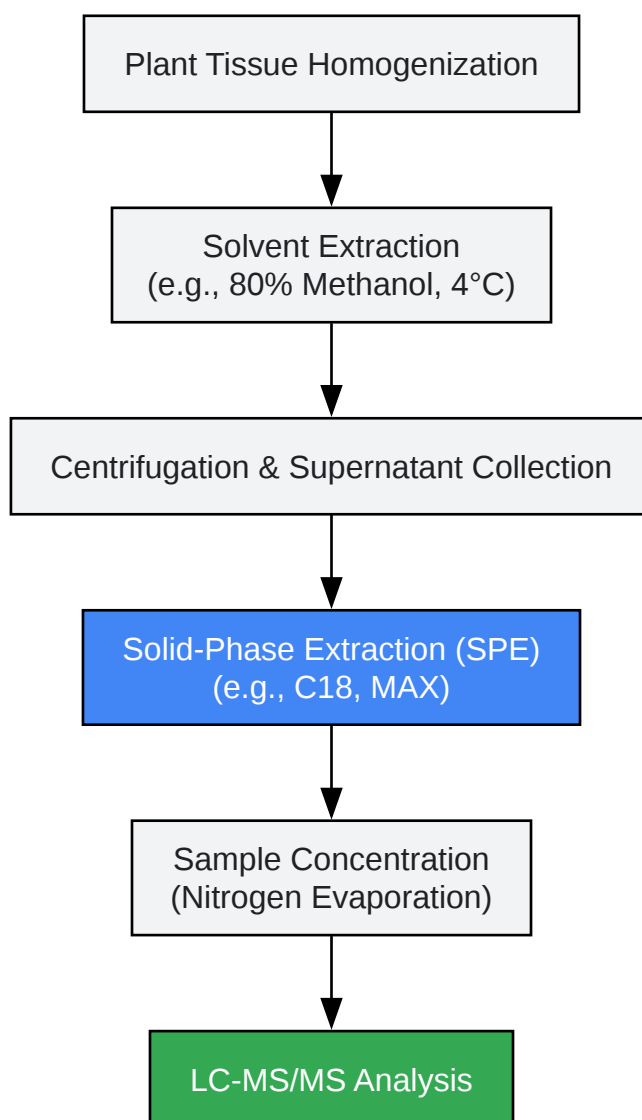 Plant Tissue Homogenization
Solvent Extraction
(e.g., 80% Methanol, 4°C)
Centrifugation & Supernatant Collection
Solid-Phase Extraction (SPE)
(e.g., C18, MAX)
Sample Concentration
(Nitrogen Evaporation)
LC-MS/MS Analysis